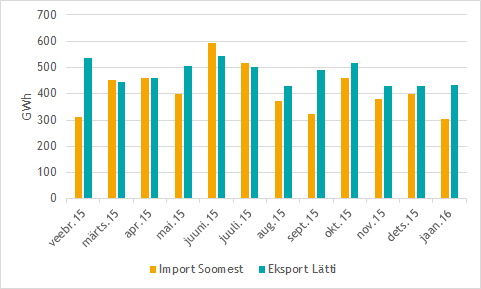 700
600
500
400
300
200
100
0
GWh
veebr.15
märts.15
apr.15
mai.15
juuni.15
juuli.15
aug.15
sept.15
okt.15
nov.15
dets.15
jaan.16
Import Soomest
Eksport Lätti